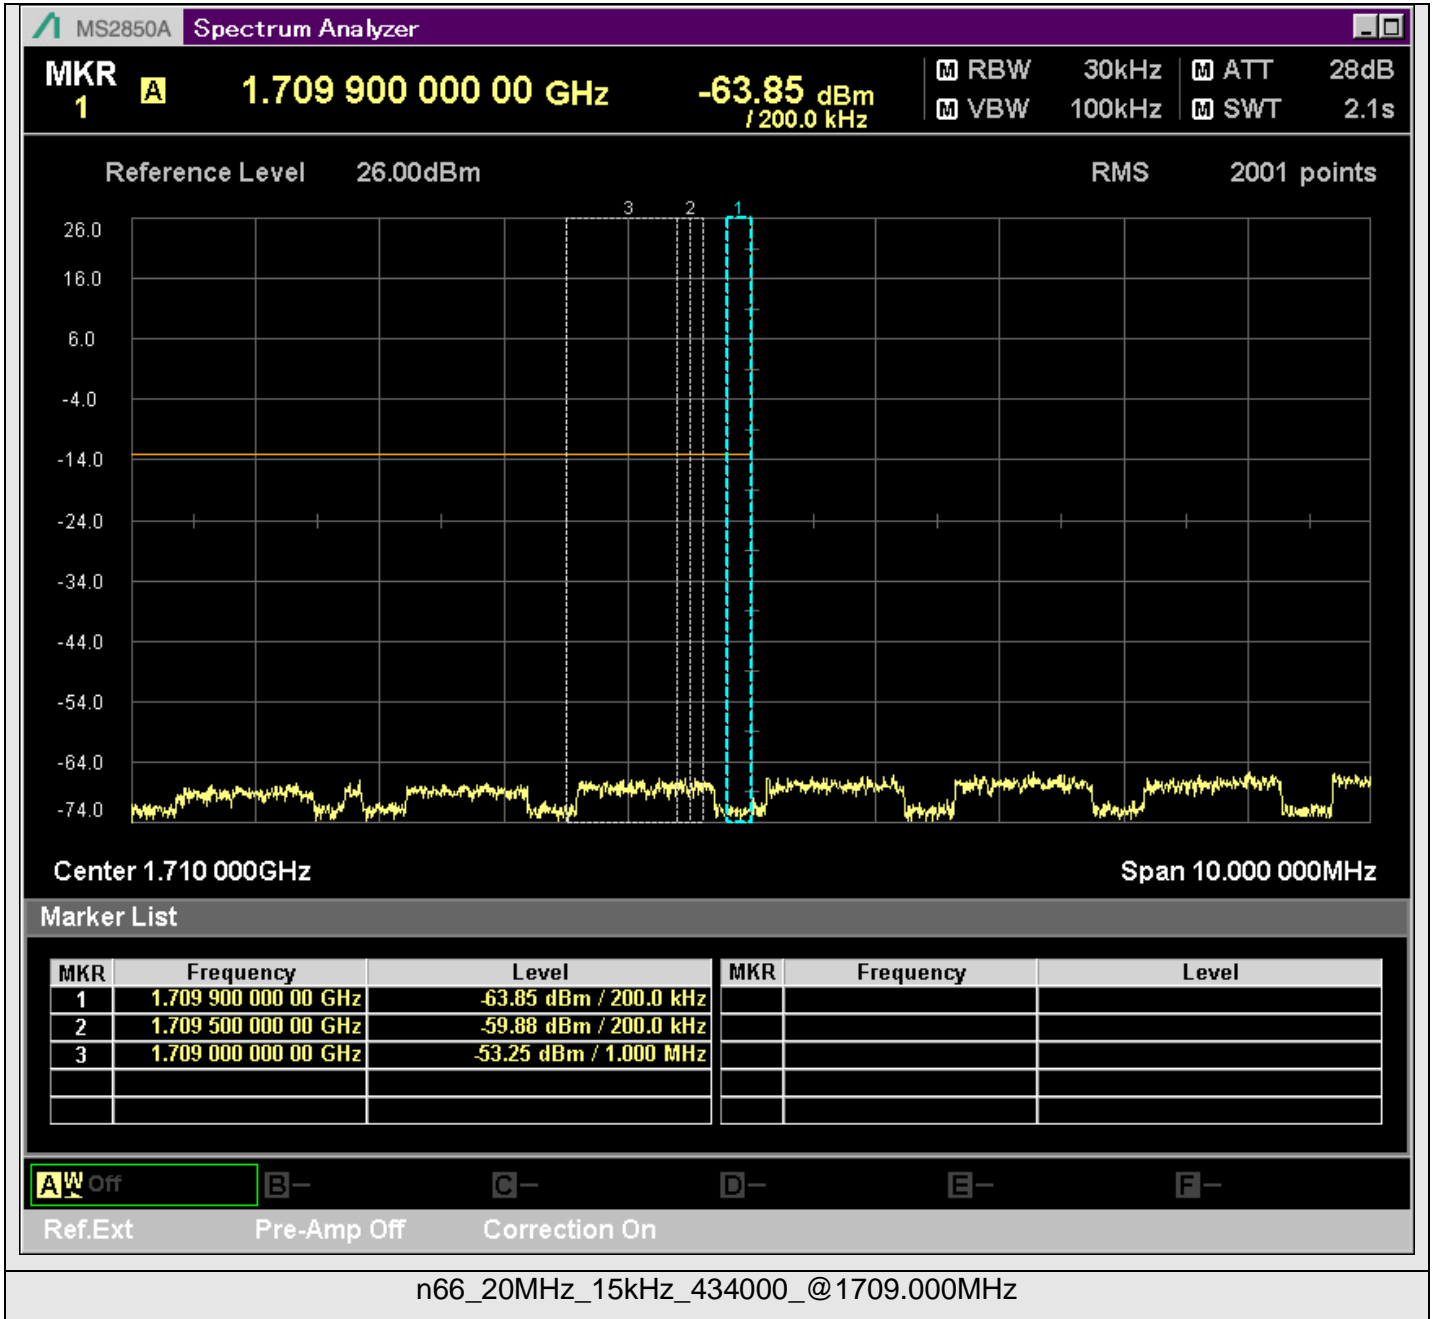 MS2850A Spectrum Analyzer
MKR 1 A 1.709 900 000 00 GHz -63.85 dBm / 200.0 kHz
M RBW 30kHz M ATT 28dB
M VBW 100kHz M SWT 2.1s
Reference Level 26.00dBm RMS 2001 points
3 2 1
26.0
16.0
6.0
-4.0
-14.0
-24.0
-34.0
-44.0
-54.0
-64.0
-74.0
Center 1.710 000GHz Span 10.000 000MHz
Marker List
MKR Frequency Level MKR Frequency Level
1 1.709 900 000 00 GHz -63.85 dBm / 200.0 kHz
2 1.709 500 000 00 GHz -59.88 dBm / 200.0 kHz
3 1.709 000 000 00 GHz -53.25 dBm / 1.000 MHz
A W Off B- C- D- E- F-
Ref.Ext Pre-Amp Off Correction On
n66_20MHz_15kHz_434000_@1709.000MHz